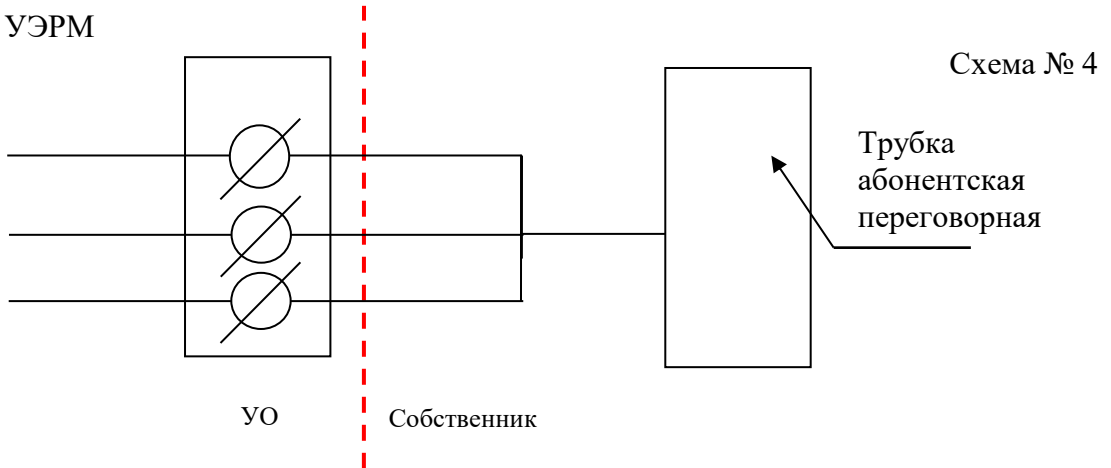 УЭРМ
Схема № 4
Трубка
абонентская
переговорная
УО
Собственник